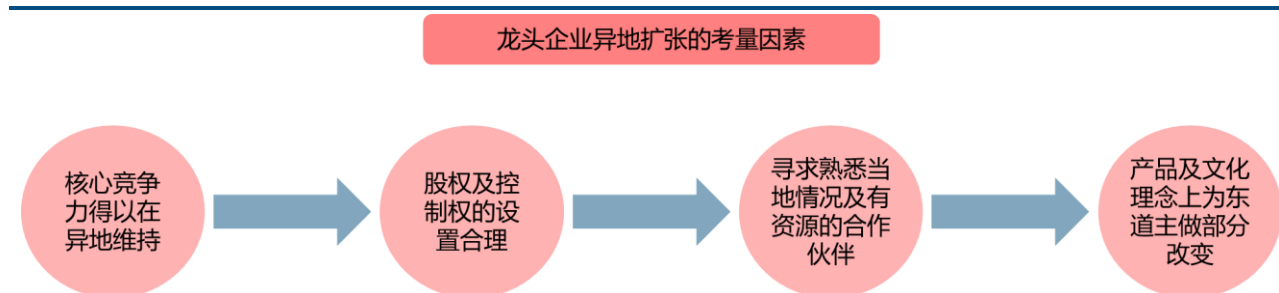 龙头企业异地扩张的考量因素
核心竞争
力得以在
异地维持
股权及控
制权的设
置合理
寻求熟悉当
地情况及有
资源的合作
伙伴
产品及文化
理念上为东
道主做部分
改变